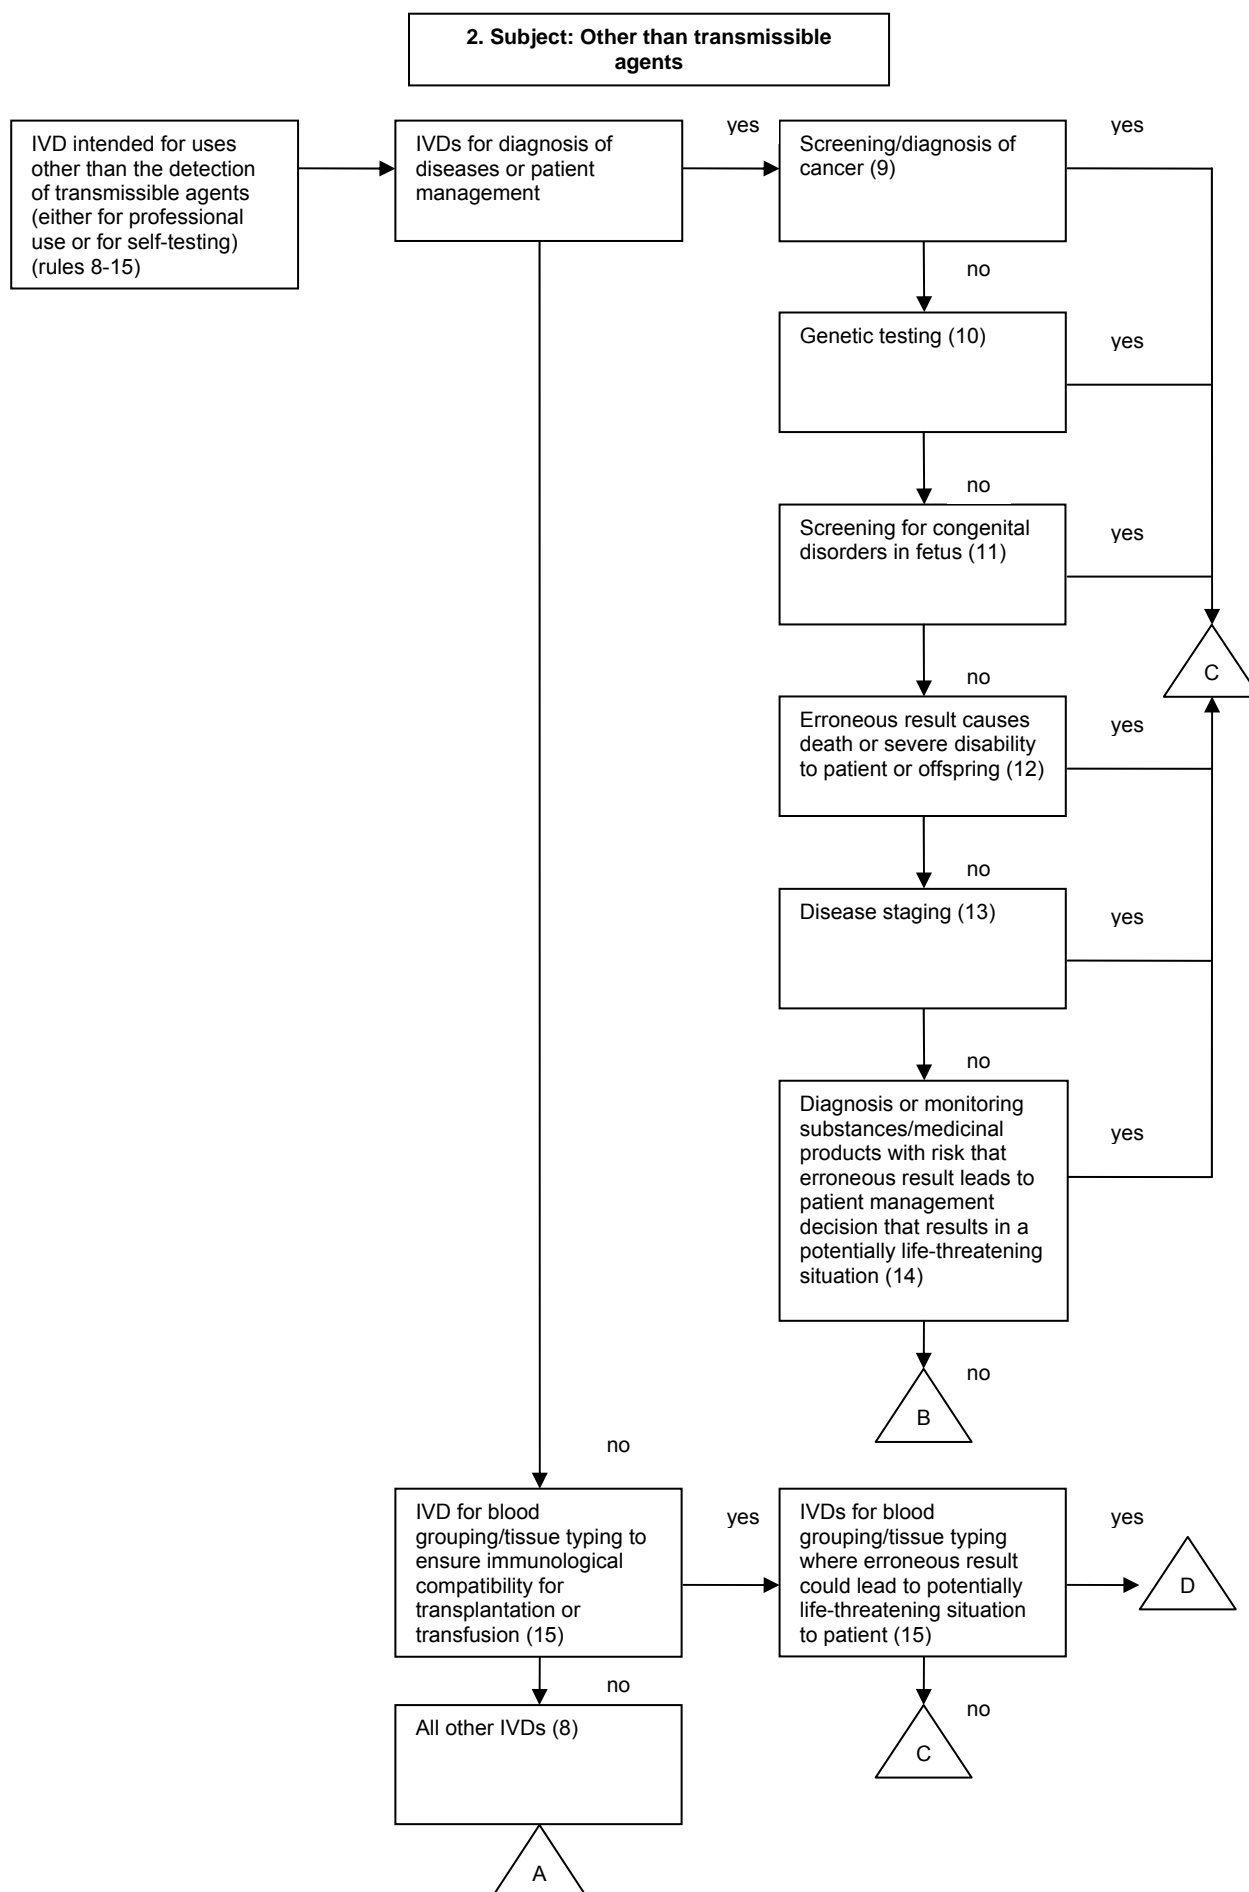 2. Subject: Other than transmissible
agents
IVD intended for uses
other than the detection
of transmissible agents
(either for professional
use or for self-testing)
(rules 8-15)
IVDs for diagnosis of
diseases or patient
management
yes
Screening/diagnosis of
cancer (9)
yes
no
Genetic testing (10)
yes
no
Screening for congenital
disorders in fetus (11)
yes
no
C
Erroneous result causes
death or severe disability
to patient or offspring (12)
yes
no
Disease staging (13)
yes
no
Diagnosis or monitoring
substances/medicinal
products with risk that
erroneous result leads to
patient management
decision that results in a
potentially life-threatening
situation (14)
yes
no
B
no
IVD for blood
grouping/tissue typing to
ensure immunological
compatibility for
transplantation or
transfusion (15)
yes
IVDs for blood
grouping/tissue typing
where erroneous result
could lead to potentially
life-threatening situation
to patient (15)
yes
D
no
All other IVDs (8)
no
C
A